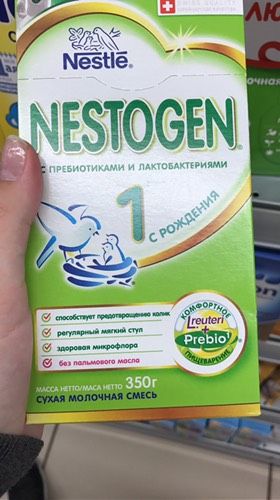 Nestlé
NESTOGEN
С ПРЕБИОТИКАМИ И ЛАКТОБАКТЕРИЯМИ
1
С РОЖДЕНИЯ
способствует предотвращению колик
регулярный мягкий стул
здоровая микрофлора
без пальмового масла
КОМФОРТНОЕ
L.reuteri
+
Prebio
ПИЩЕВАРЕНИЕ
МАССА НЕТТО/МАСА НЕТТО 350г
СУХАЯ МОЛОЧНАЯ СМЕСЬ